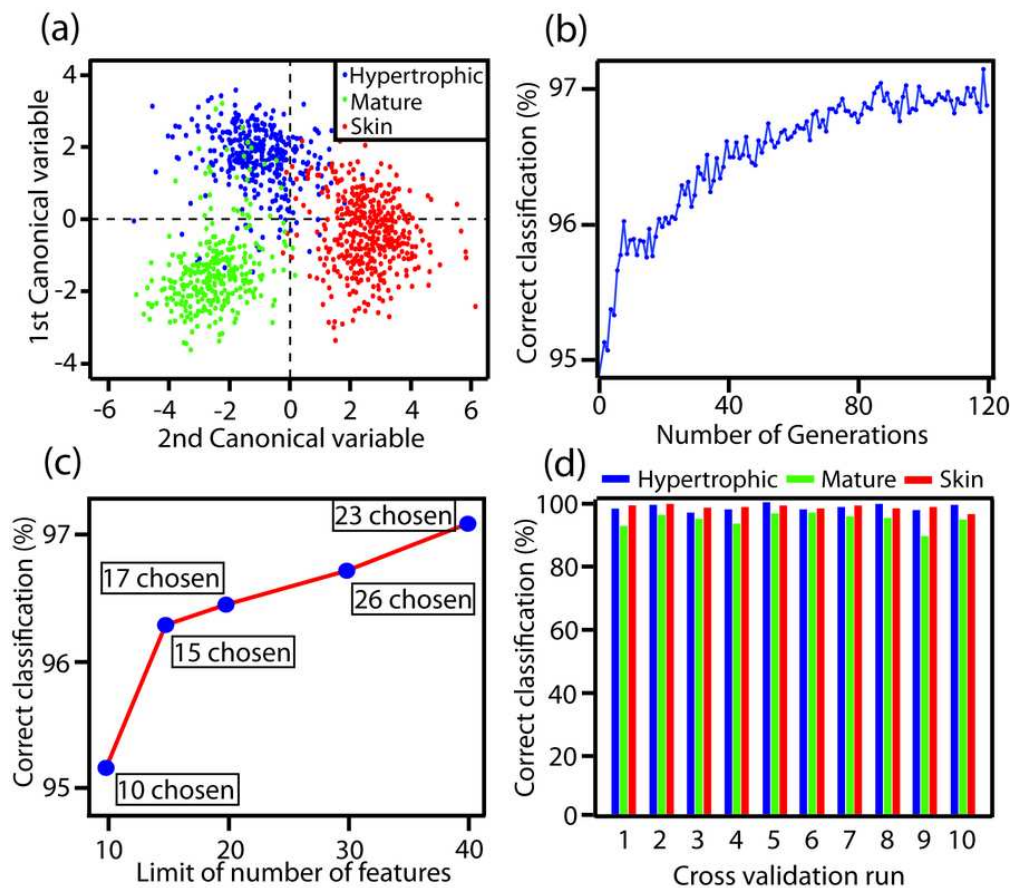 (a)
Hypertrophic
Mature
Skin
4
2
0
-2
-4
1st Canonical variable
-6
-4
-2
0
2
4
6
2nd Canonical variable
(b)
97
96
95
Correct classification (%)
0
40
80
120
Number of Generations
(c)
97
96
95
Correct classification (%)
23 chosen
17 chosen
26 chosen
15 chosen
10 chosen
10
20
30
40
Limit of number of features
(d)
Hypertrophic Mature Skin
100
80
60
40
20
0
Correct classification (%)
1 2 3 4 5 6 7 8 9 10
Cross validation run